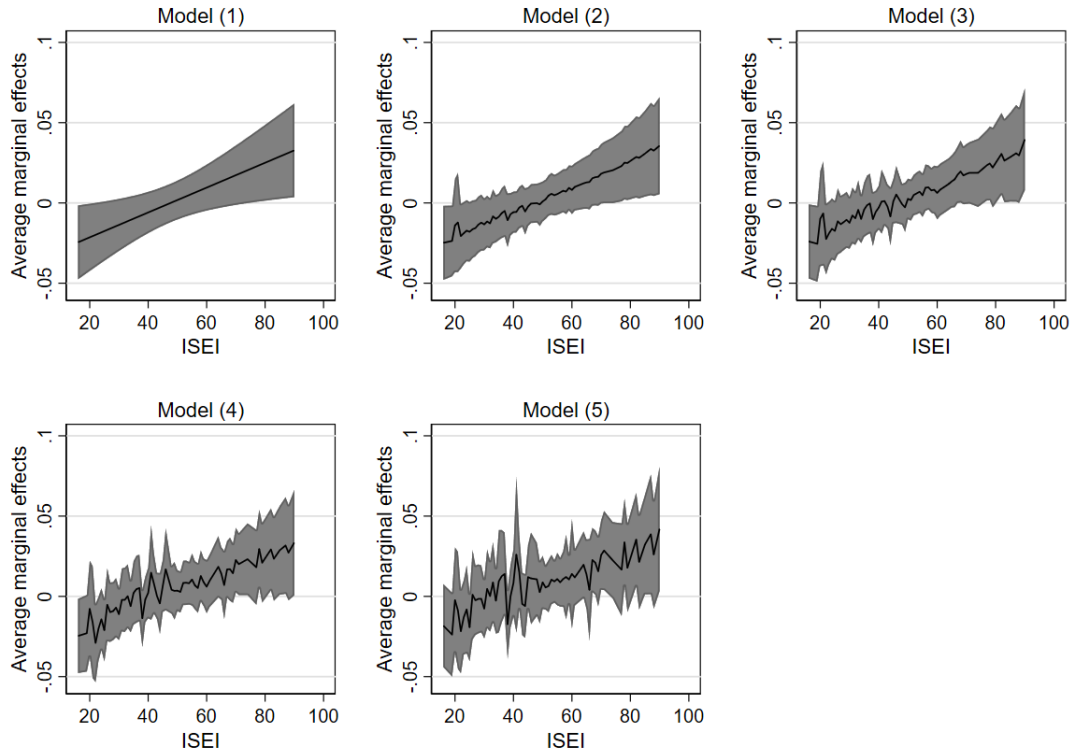 Model (1)
Average marginal effects
.1
.05
0
-.05
20 40 60 80 100
ISEI
Model (2)
Average marginal effects
.1
.05
0
-.05
20 40 60 80 100
ISEI
Model (3)
Average marginal effects
.1
.05
0
-.05
20 40 60 80 100
ISEI
Model (4)
Average marginal effects
.1
.05
0
-.05
20 40 60 80 100
ISEI
Model (5)
Average marginal effects
.1
.05
0
-.05
20 40 60 80 100
ISEI